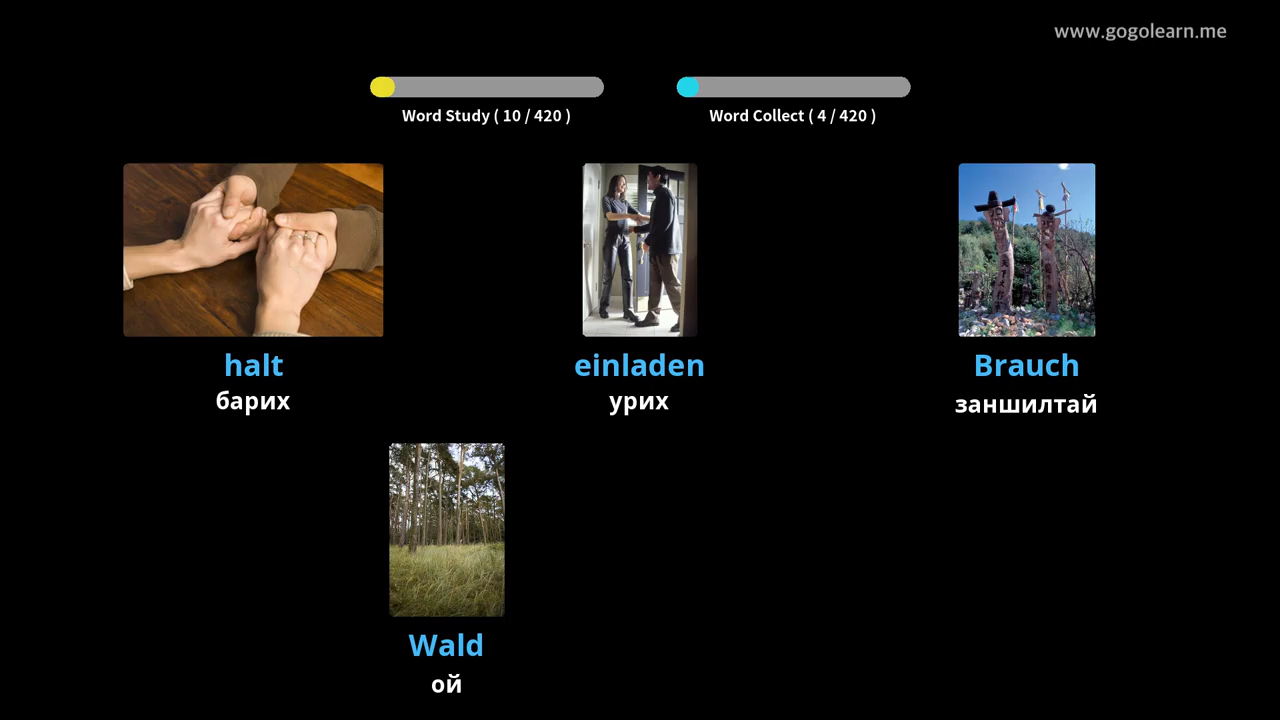 www.gogolearn.me
Word Study ( 10 / 420 )
Word Collect ( 4 / 420 )
halt
барих
einladen
урих
Brauch
заншилтай
Wald
ой